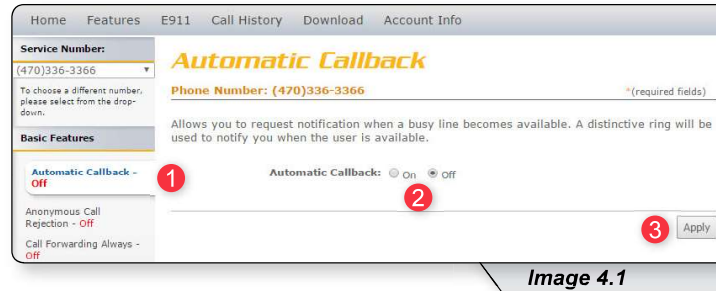 Home Features E911 Call History Download Account Info
Service Number:
(470)336-3366
To choose a different number,
please select from the drop-
down.
Basic Features
Automatic Callback -
Off
Anonymous Call
Rejection - Off
Call Forwarding Always -
Off
Automatic Callback
Phone Number: (470)336-3366 *(required fields)
Allows you to request notification when a busy line becomes available. A distinctive ring will be
used to notify you when the user is available.
1
Automatic Callback: On Off
2
3 Apply
Image 4.1